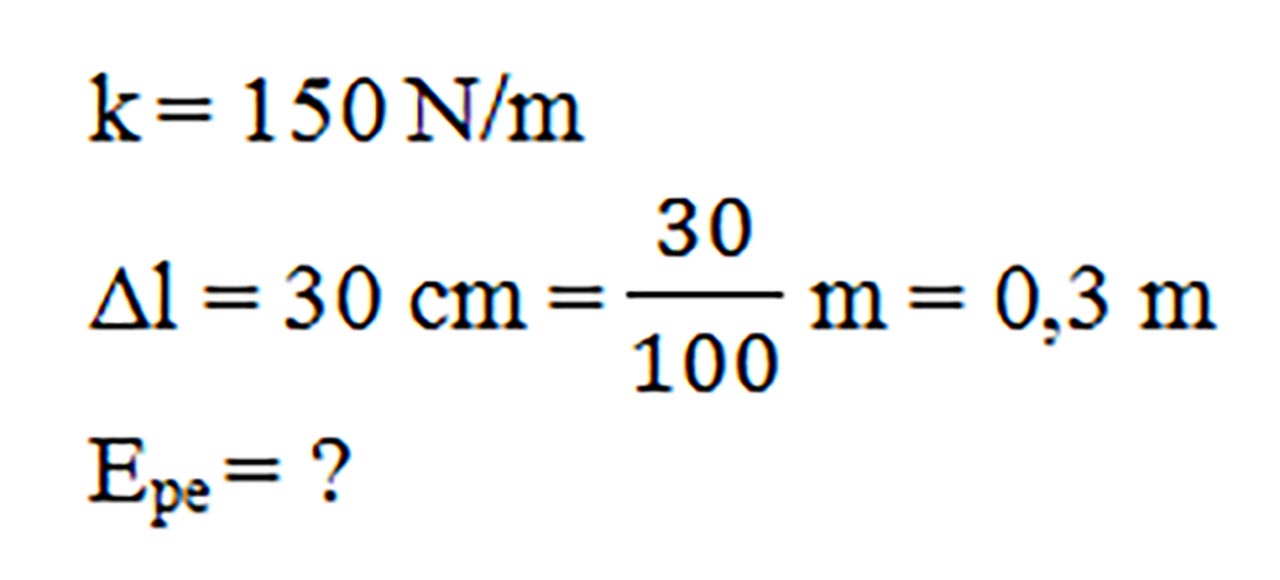 k = 150 N/m
Δl = 30 cm = 30/100 m = 0,3 m
Epe = ?